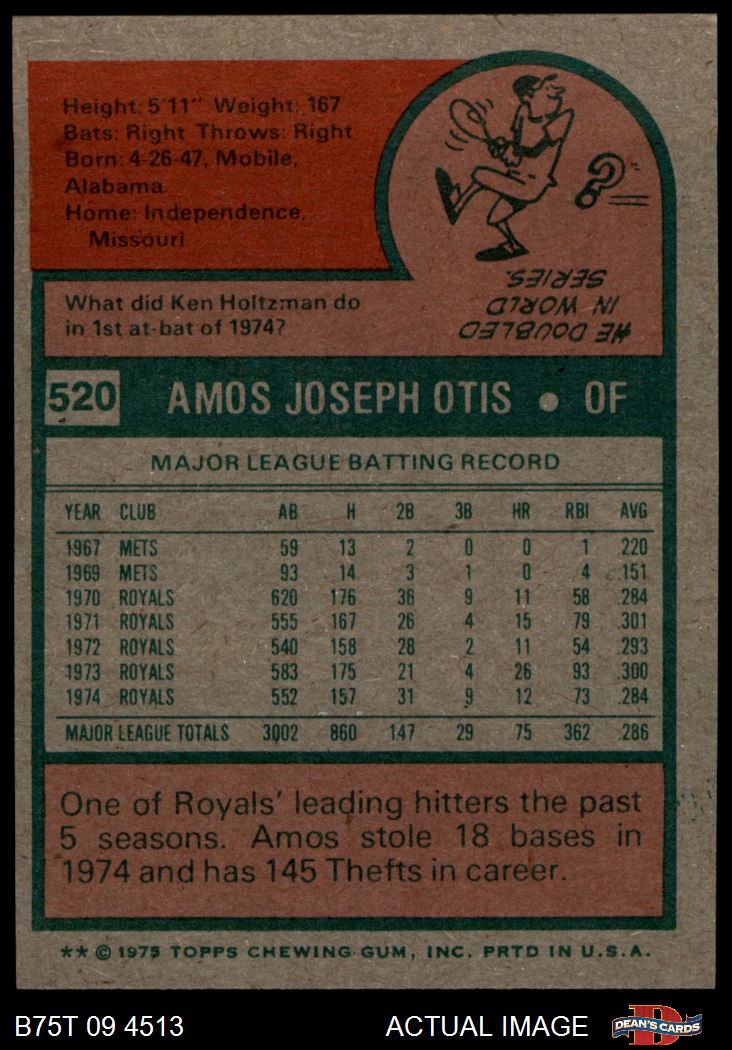 Height: 5'11" Weight: 167
Bats: Right Throws: Right
Born: 4-26-47, Mobile,
Alabama
Home: Independence,
Missouri
What did Ken Holtzman do
in 1st at-bat of 1974?
HE DOUBLED
IN WORLD
SERIES.
?
520 AMOS JOSEPH OTIS • OF
MAJOR LEAGUE BATTING RECORD
YEAR CLUB AB H 2B 3B HR RBI AVG
1967 METS 59 13 2 0 0 1 .220
1969 METS 93 14 3 1 0 4 .151
1970 ROYALS 620 176 36 9 11 58 .284
1971 ROYALS 555 167 26 4 15 79 .301
1972 ROYALS 540 158 28 2 11 54 .293
1973 ROYALS 583 175 21 4 26 93 .300
1974 ROYALS 552 157 31 9 12 73 .284
MAJOR LEAGUE TOTALS 3002 860 147 29 75 362 .286
One of Royals' leading hitters the past
5 seasons. Amos stole 18 bases in
1974 and has 145 Thefts in career.
** © 1975 TOPPS CHEWING GUM, INC. PRTD IN U.S.A.
B75T 09 4513 ACTUAL IMAGE D DEAN'S CARDS